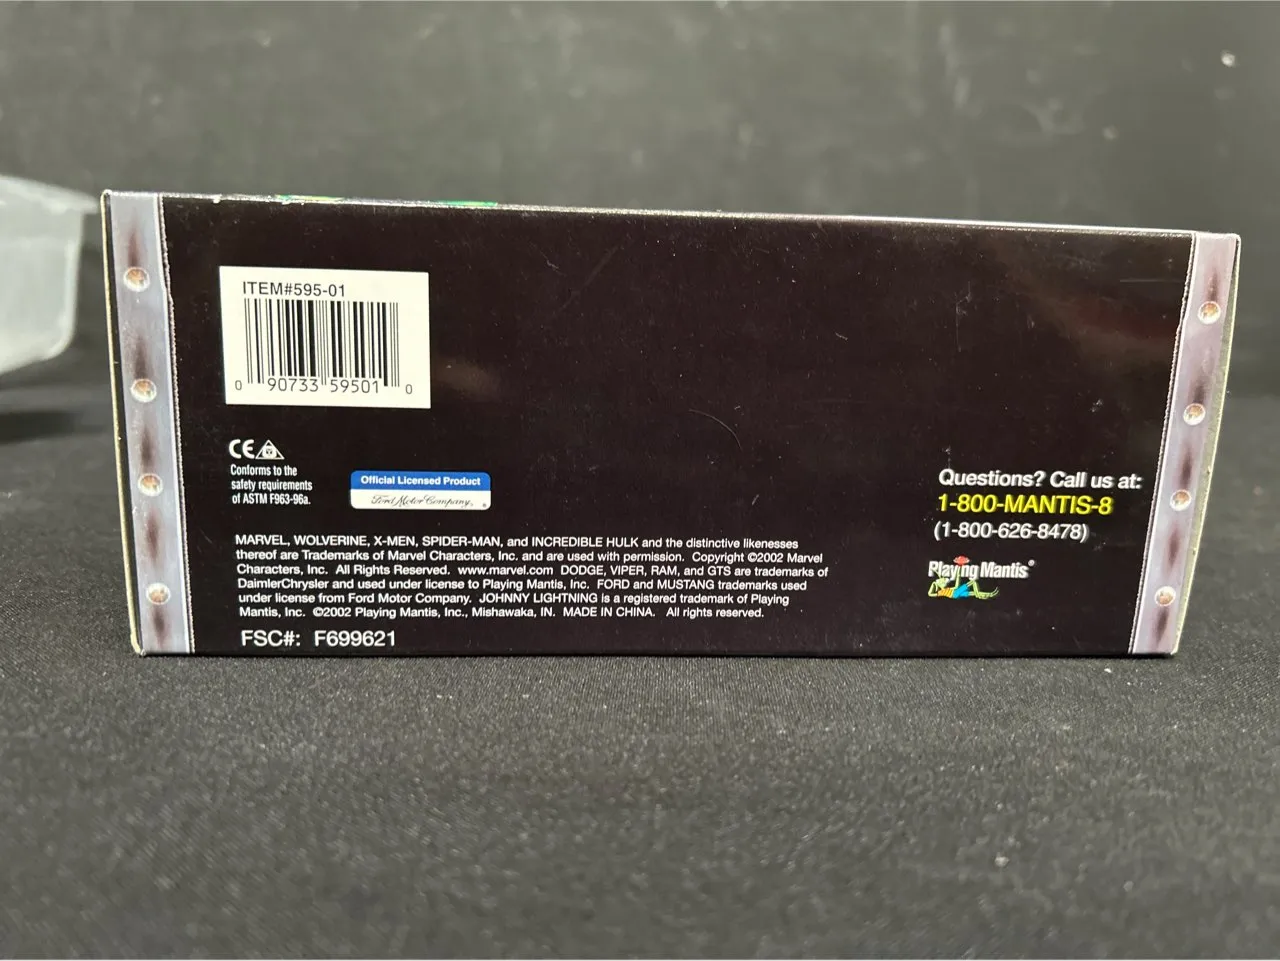 ITEM#595-01
0 90733 59501 0
CE
Conforms to the
safety requirements
of ASTM F963-96a.
Official Licensed Product
Ford Motor Company.
MARVEL, WOLVERINE, X-MEN, SPIDER-MAN, and INCREDIBLE HULK and the distinctive likenesses
thereof are Trademarks of Marvel Characters, Inc. and are used with permission. Copyright ©2002 Marvel
Characters, Inc. All Rights Reserved. www.marvel.com DODGE, VIPER, RAM, and GTS are trademarks of
DaimlerChrysler and used under license to Playing Mantis, Inc. FORD and MUSTANG trademarks used
under license from Ford Motor Company. JOHNNY LIGHTNING is a registered trademark of Playing
Mantis, Inc. ©2002 Playing Mantis, Inc., Mishawaka, IN. MADE IN CHINA. All rights reserved.
FSC#: F699621
Questions? Call us at:
1-800-MANTIS-8
(1-800-626-8478)
Playing Mantis®